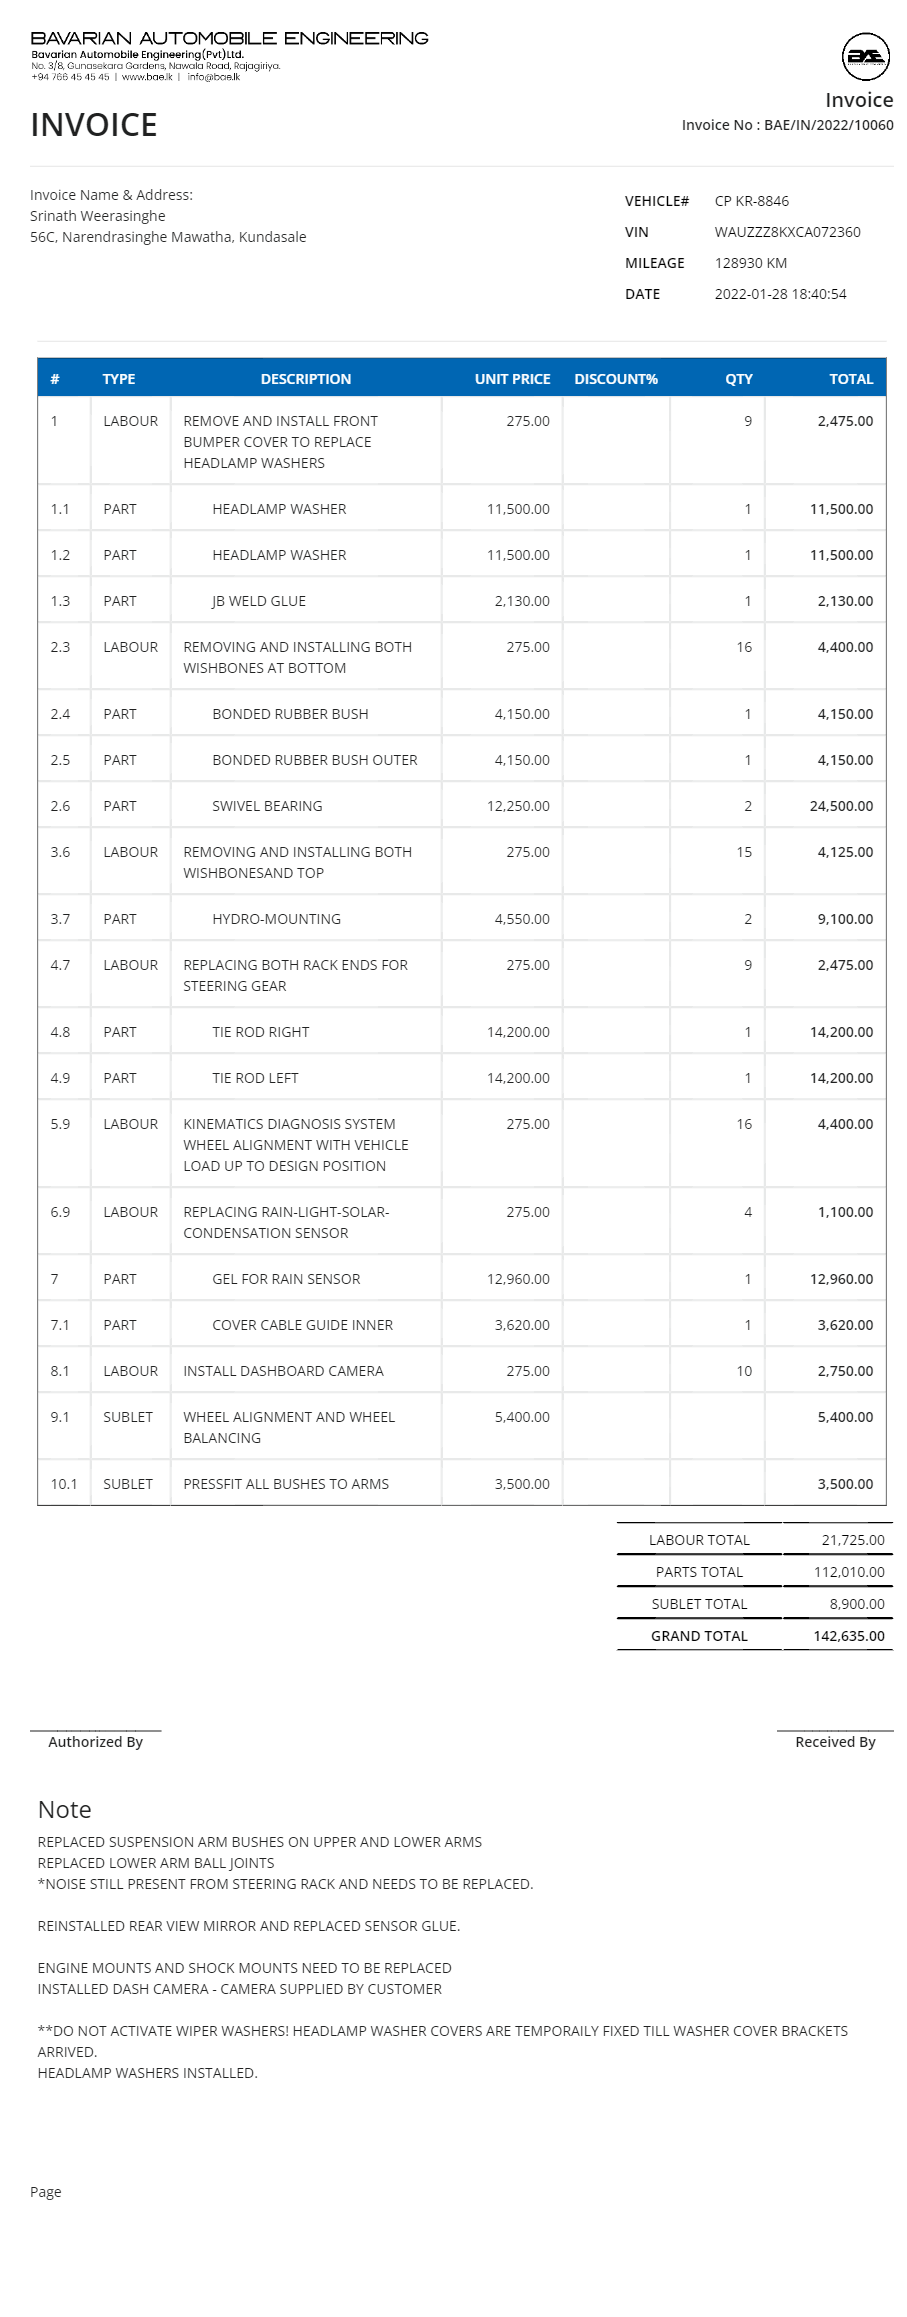 BAVARIAN AUTOMOBILE ENGINEERING
Bavarian Automobile Engineering(Pvt)Ltd.
No. 3/8, Gunasekara Gardens, Nawala Road, Rajagiriya.
+94 766 45 45 45 | www.bae.lk | info@bae.lk
BAE
Invoice
INVOICE
Invoice No : BAE/IN/2022/10060
Invoice Name & Address:
Srinath Weerasinghe
56C, Narendrasinghe Mawatha, Kundasale
VEHICLE# CP KR-8846
VIN WAUZZZ8KXCA072360
MILEAGE 128930 KM
DATE 2022-01-28 18:40:54
# TYPE DESCRIPTION UNIT PRICE DISCOUNT% QTY TOTAL
1 LABOUR REMOVE AND INSTALL FRONT 275.00 9 2,475.00
BUMPER COVER TO REPLACE
HEADLAMP WASHERS
1.1 PART HEADLAMP WASHER 11,500.00 1 11,500.00
1.2 PART HEADLAMP WASHER 11,500.00 1 11,500.00
1.3 PART JB WELD GLUE 2,130.00 1 2,130.00
2.3 LABOUR REMOVING AND INSTALLING BOTH 275.00 16 4,400.00
WISHBONES AT BOTTOM
2.4 PART BONDED RUBBER BUSH 4,150.00 1 4,150.00
2.5 PART BONDED RUBBER BUSH OUTER 4,150.00 1 4,150.00
2.6 PART SWIVEL BEARING 12,250.00 2 24,500.00
3.6 LABOUR REMOVING AND INSTALLING BOTH 275.00 15 4,125.00
WISHBONESAND TOP
3.7 PART HYDRO-MOUNTING 4,550.00 2 9,100.00
4.7 LABOUR REPLACING BOTH RACK ENDS FOR 275.00 9 2,475.00
STEERING GEAR
4.8 PART TIE ROD RIGHT 14,200.00 1 14,200.00
4.9 PART TIE ROD LEFT 14,200.00 1 14,200.00
5.9 LABOUR KINEMATICS DIAGNOSIS SYSTEM 275.00 16 4,400.00
WHEEL ALIGNMENT WITH VEHICLE
LOAD UP TO DESIGN POSITION
6.9 LABOUR REPLACING RAIN-LIGHT-SOLAR- 275.00 4 1,100.00
CONDENSATION SENSOR
7 PART GEL FOR RAIN SENSOR 12,960.00 1 12,960.00
7.1 PART COVER CABLE GUIDE INNER 3,620.00 1 3,620.00
8.1 LABOUR INSTALL DASHBOARD CAMERA 275.00 10 2,750.00
9.1 SUBLET WHEEL ALIGNMENT AND WHEEL 5,400.00 5,400.00
BALANCING
10.1 SUBLET PRESSFIT ALL BUSHES TO ARMS 3,500.00 3,500.00
LABOUR TOTAL 21,725.00
PARTS TOTAL 112,010.00
SUBLET TOTAL 8,900.00
GRAND TOTAL 142,635.00
Authorized By Received By
Note
REPLACED SUSPENSION ARM BUSHES ON UPPER AND LOWER ARMS
REPLACED LOWER ARM BALL JOINTS
*NOISE STILL PRESENT FROM STEERING RACK AND NEEDS TO BE REPLACED.
REINSTALLED REAR VIEW MIRROR AND REPLACED SENSOR GLUE.
ENGINE MOUNTS AND SHOCK MOUNTS NEED TO BE REPLACED
INSTALLED DASH CAMERA - CAMERA SUPPLIED BY CUSTOMER
**DO NOT ACTIVATE WIPER WASHERS! HEADLAMP WASHER COVERS ARE TEMPORAILY FIXED TILL WASHER COVER BRACKETS
ARRIVED.
HEADLAMP WASHERS INSTALLED.
Page